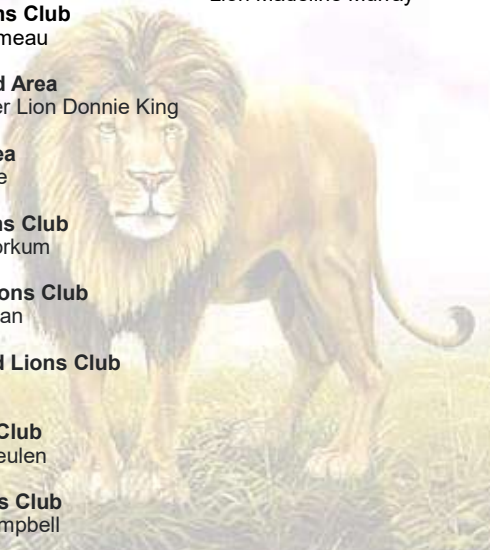 Lion Madeline Murray
ns Club
meau
d Area
er Lion Donnie King
ea
e
ns Club
orkum
ons Club
an
d Lions Club
Club
eulen
s Club
mpbell